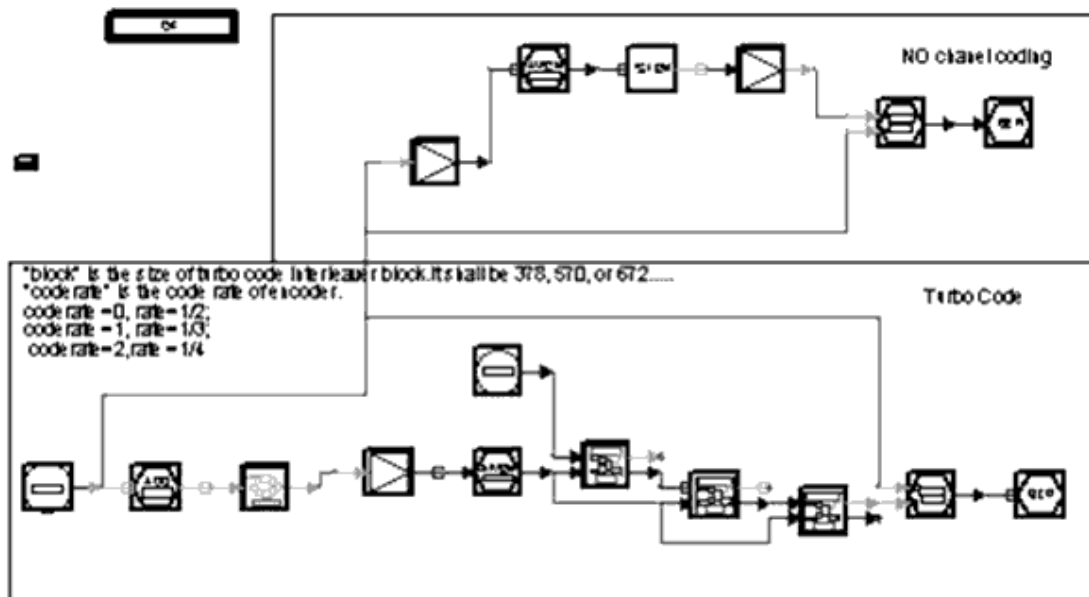 NO chanel coding
"block" is the size of turbo code interleaver block.It shall be 378, 570, or 672......
"code rate" is the code rate of encoder.
code rate =0, rate= 1/2;
code rate = 1, rate= 1/3;
code rate=2,rate = 1/4
Turbo Code